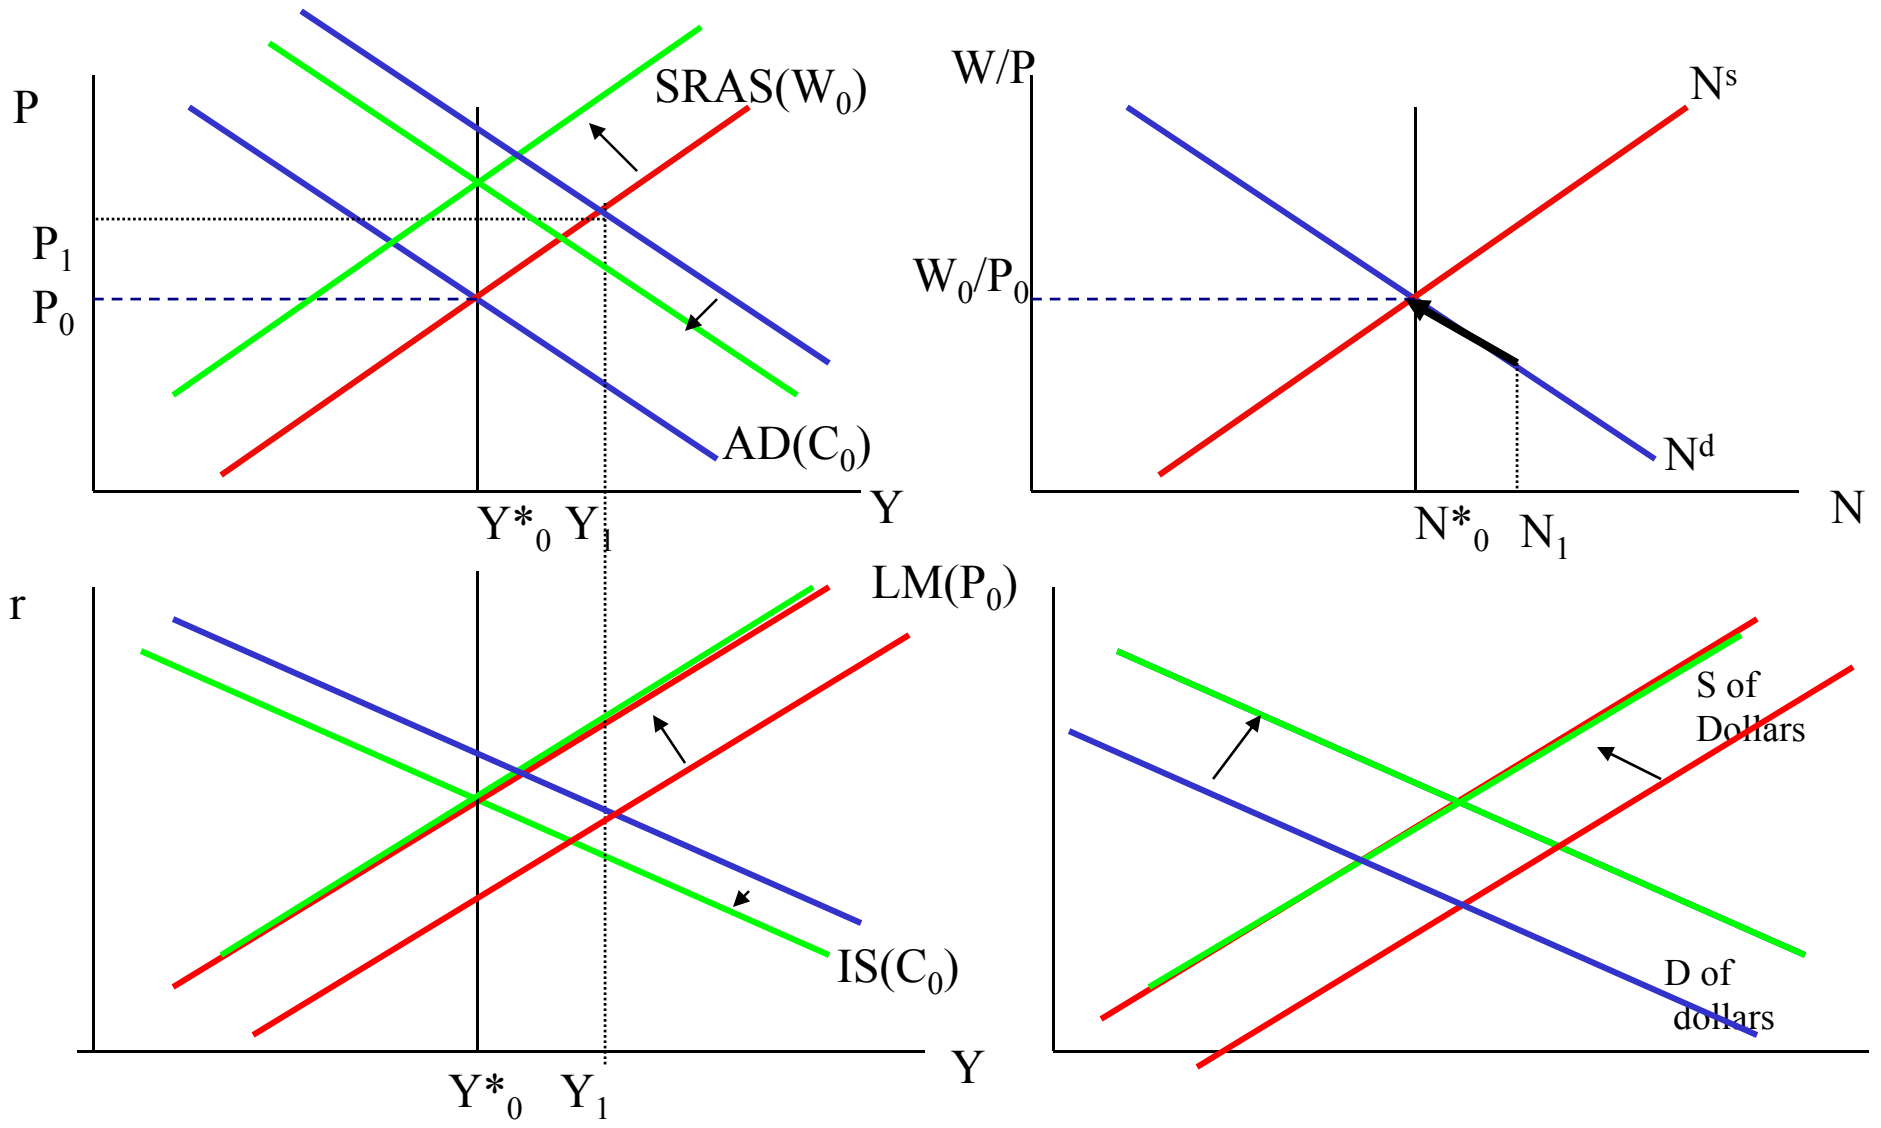 P
SRAS(W₀)
P₁
P₀
AD(C₀)
Y
Y*₀ Y₁
W/P
Nˢ
W₀/P₀
Nᵈ
N
N*₀ N₁
r
LM(P₀)
IS(C₀)
Y
Y*₀ Y₁
S of
Dollars
D of
dollars